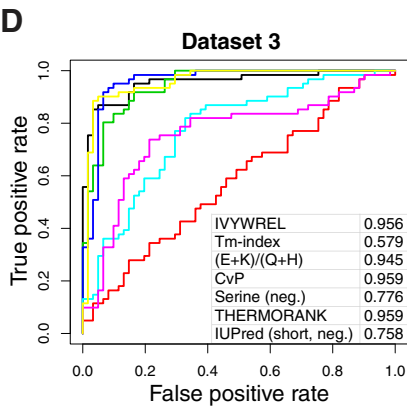 D
Dataset 3
True positive rate
1.0
0.8
0.6
0.4
0.2
0.0
IVYWREL 0.956
Tm-index 0.579
(E+K)/(Q+H) 0.945
CvP 0.959
Serine (neg.) 0.776
THERMORANK 0.959
IUPred (short, neg.) 0.758
0.0 0.2 0.4 0.6 0.8 1.0
False positive rate